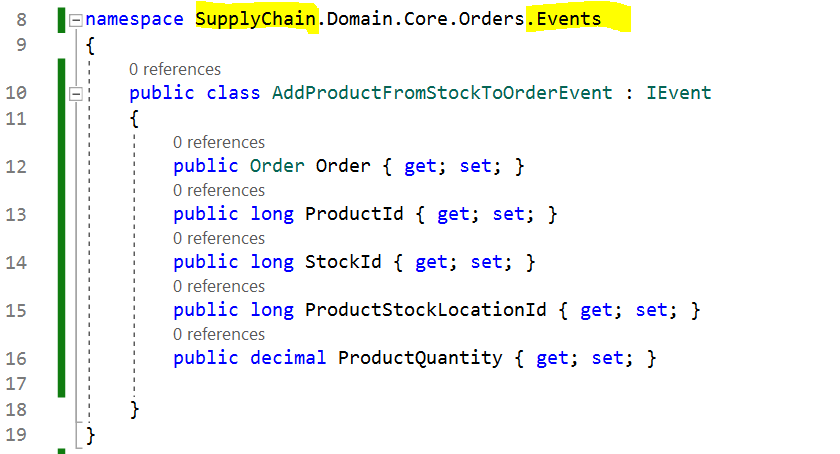 8 namespace SupplyChain.Domain.Core.Orders.Events
9 {
0 references
10 public class AddProductFromStockToOrderEvent : IEvent
11 {
0 references
12 public Order Order { get; set; }
0 references
13 public long ProductId { get; set; }
0 references
14 public long StockId { get; set; }
0 references
15 public long ProductStockLocationId { get; set; }
0 references
16 public decimal ProductQuantity { get; set; }
17
18 }
19 }